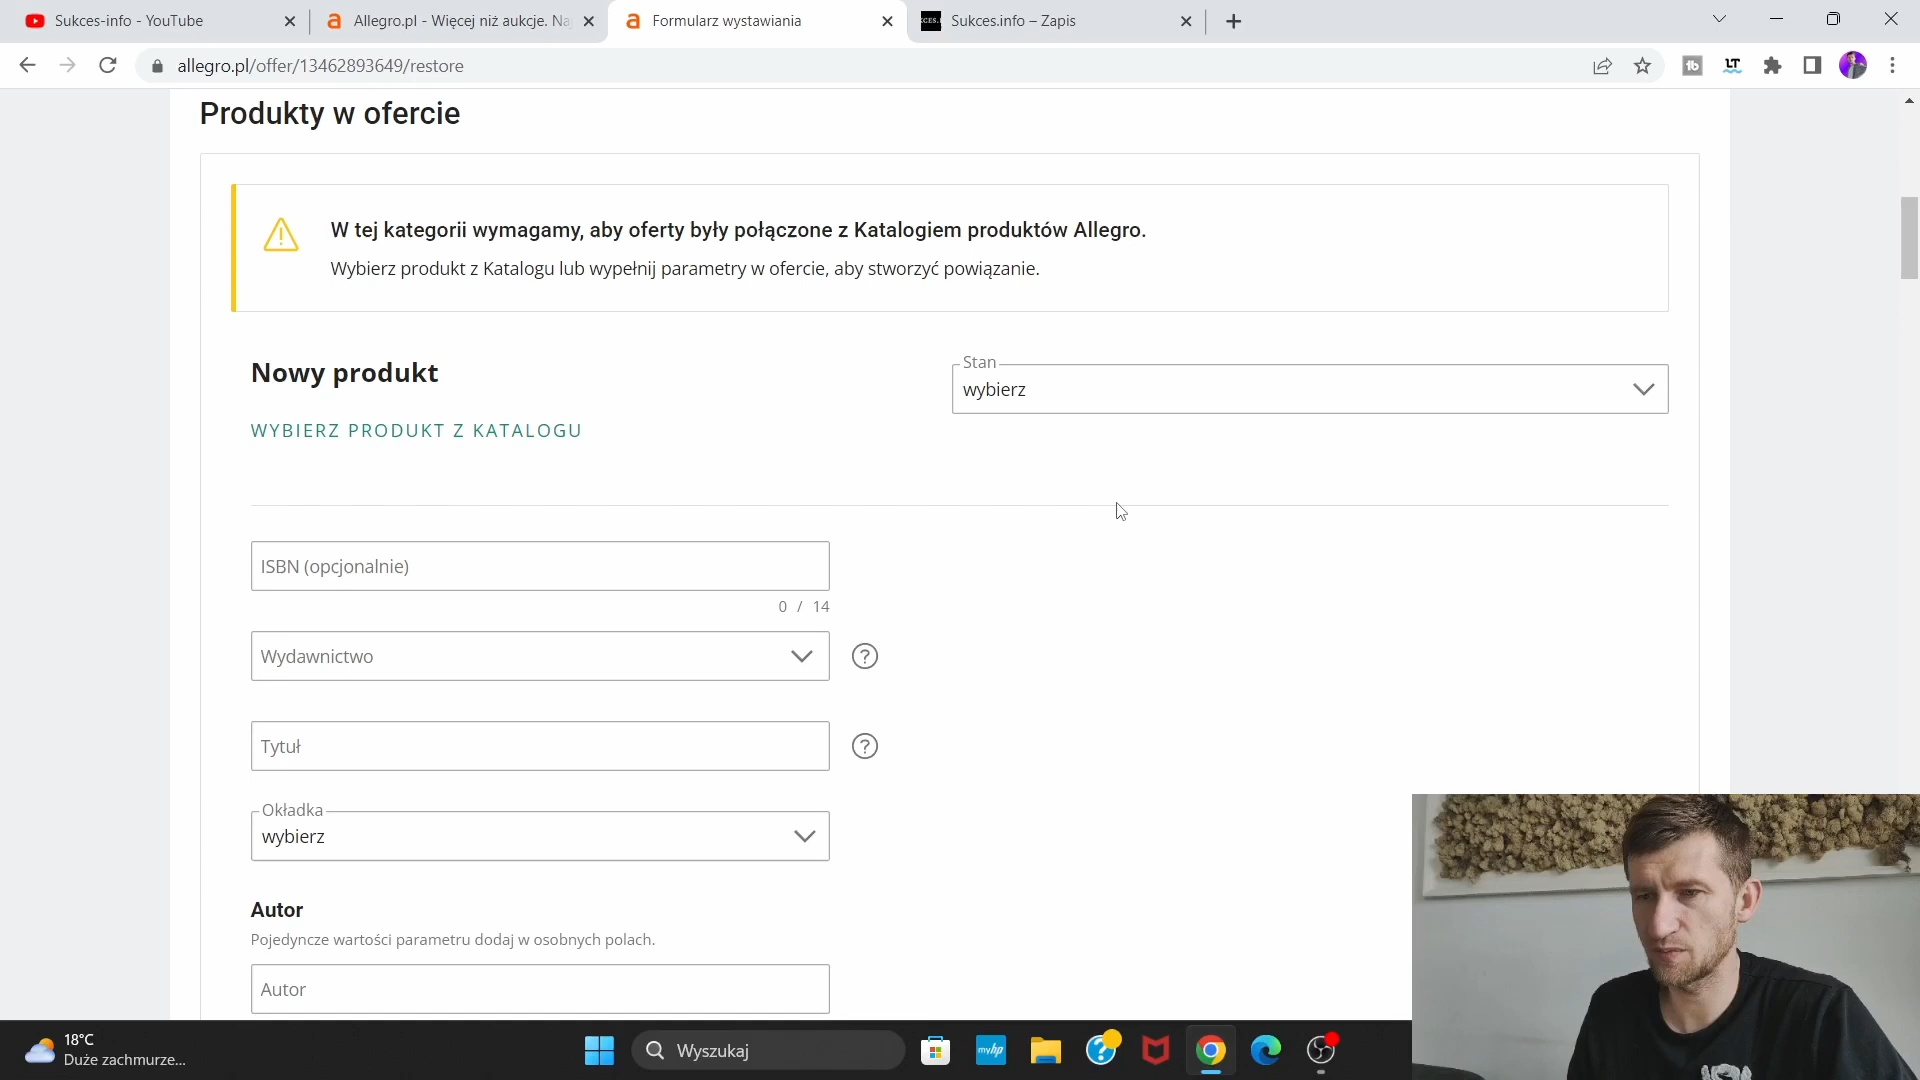 Sukces-info - YouTube
Allegro.pl - Więcej niż aukcje. Na
Formularz wystawiania
Sukces.info – Zapis
allegro.pl/offer/13462893649/restore
Produkty w ofercie
W tej kategorii wymagamy, aby oferty były połączone z Katalogiem produktów Allegro.
Wybierz produkt z Katalogu lub wypełnij parametry w ofercie, aby stworzyć powiązanie.
Nowy produkt
Stan
wybierz
WYBIERZ PRODUKT Z KATALOGU
ISBN (opcjonalnie)
0 / 14
Wydawnictwo
?
Tytuł
?
Okładka
wybierz
Autor
Pojedyncze wartości parametru dodaj w osobnych polach.
Autor
18°C
Duże zachmurze...
Wyszukaj
myhp